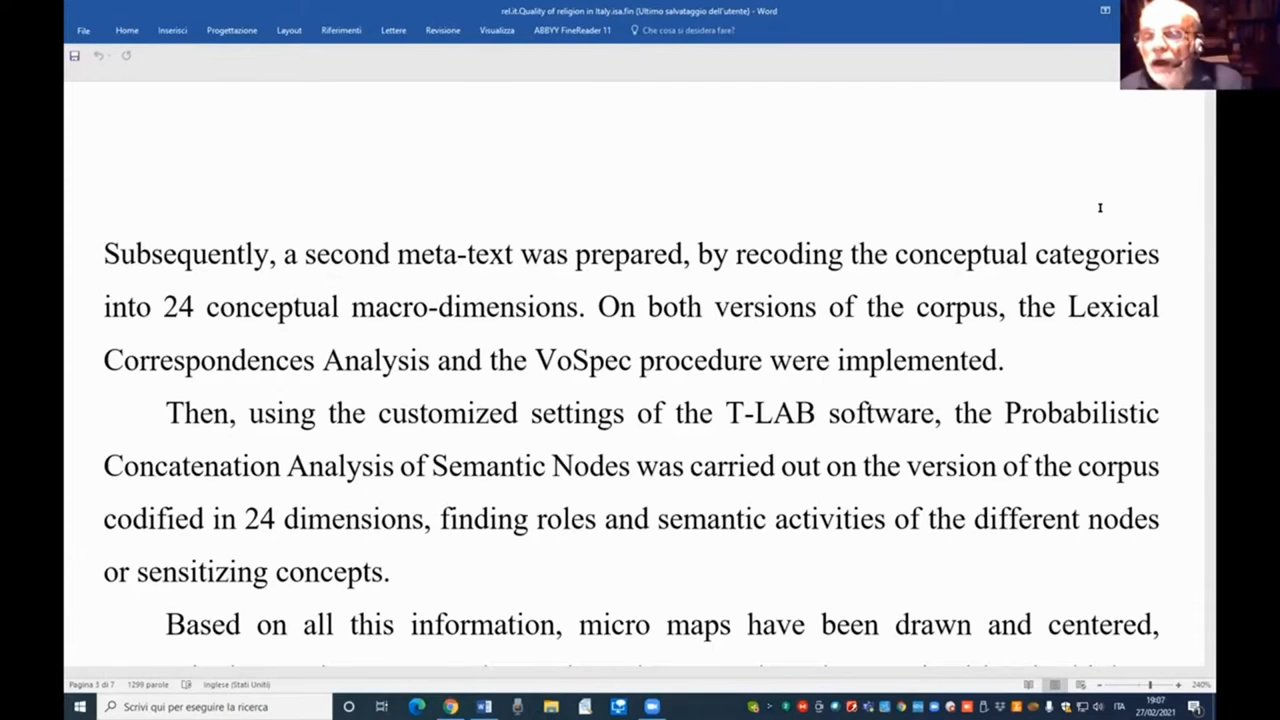 rel.it.Quality of religion in Italy.isa.fin (Ultimo salvataggio dell'utente) - Word
File Home Inserisci Progettazione Layout Riferimenti Lettere Revisione Visualizza ABBYY FineReader 11 Che cosa si desidera fare?
Subsequently, a second meta-text was prepared, by recoding the conceptual categories
into 24 conceptual macro-dimensions. On both versions of the corpus, the Lexical
Correspondences Analysis and the VoSpec procedure were implemented.
Then, using the customized settings of the T-LAB software, the Probabilistic
Concatenation Analysis of Semantic Nodes was carried out on the version of the corpus
codified in 24 dimensions, finding roles and semantic activities of the different nodes
or sensitizing concepts.
Based on all this information, micro maps have been drawn and centered,
Pagina 3 di 7 1299 parole Inglese (Stati Uniti) 240%
Scrivi qui per eseguire la ricerca ITA 19:07
27/02/2021